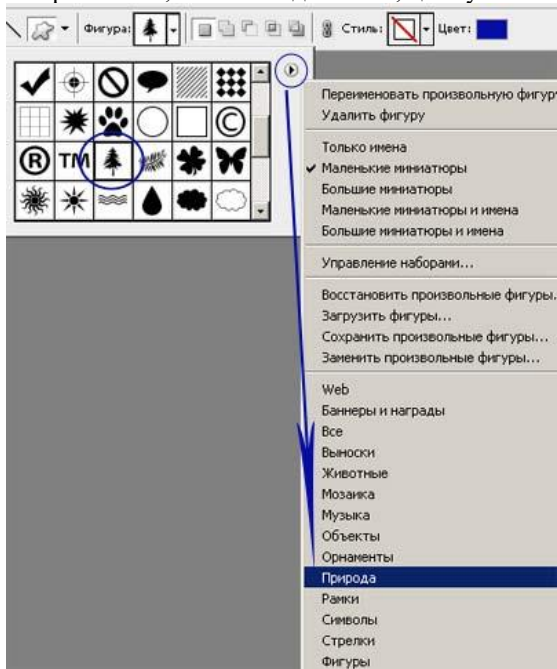 Фигура: Стиль: Цвет:
© 
® TM
Переименовать произвольную фигуру
Удалить фигуру
Только имена
Маленькие миниатюры
Большие миниатюры
Маленькие миниатюры и имена
Большие миниатюры и имена
Управление наборами...
Восстановить произвольные фигуры.
Загрузить фигуры...
Сохранить произвольные фигуры...
Заменить произвольные фигуры...
Web
Баннеры и награды
Все
Выноски
Животные
Мозаика
Музыка
Объекты
Орнаменты
Природа
Рамки
Символы
Стрелки
Фигуры